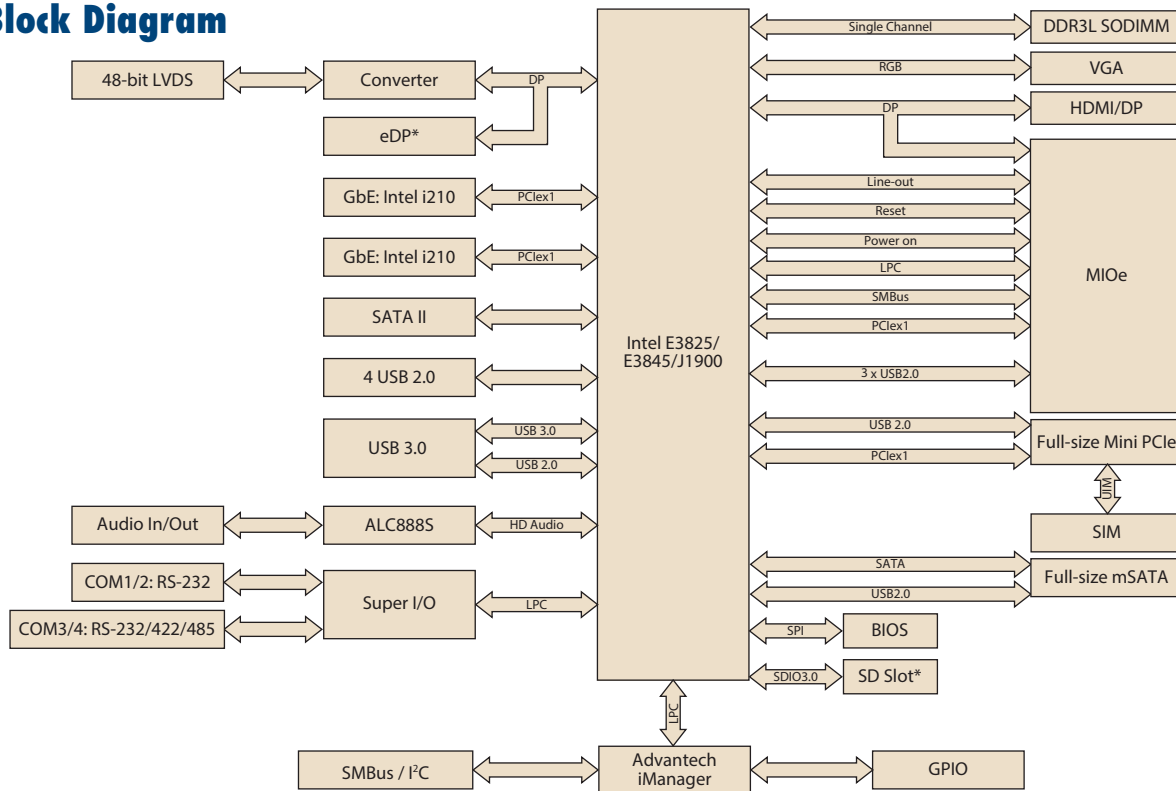 Block Diagram
48-bit LVDS
Converter
DP
eDP*
GbE: Intel i210
PCIex1
GbE: Intel i210
PCIex1
SATA II
4 USB 2.0
USB 3.0
USB 3.0
USB 2.0
Audio In/Out
ALC888S
HD Audio
COM1/2: RS-232
COM3/4: RS-232/422/485
Super I/O
LPC
Intel E3825/
E3845/J1900
Single Channel
DDR3L SODIMM
RGB
VGA
DP
HDMI/DP
Line-out
Reset
Power on
LPC
SMBus
PCIex1
3 x USB2.0
MIOe
USB 2.0
PCIex1
Full-size Mini PCIe
UIM
SIM
SATA
USB2.0
Full-size mSATA
SPI
BIOS
SDIO3.0
SD Slot*
LPC
SMBus / I²C
Advantech
iManager
GPIO